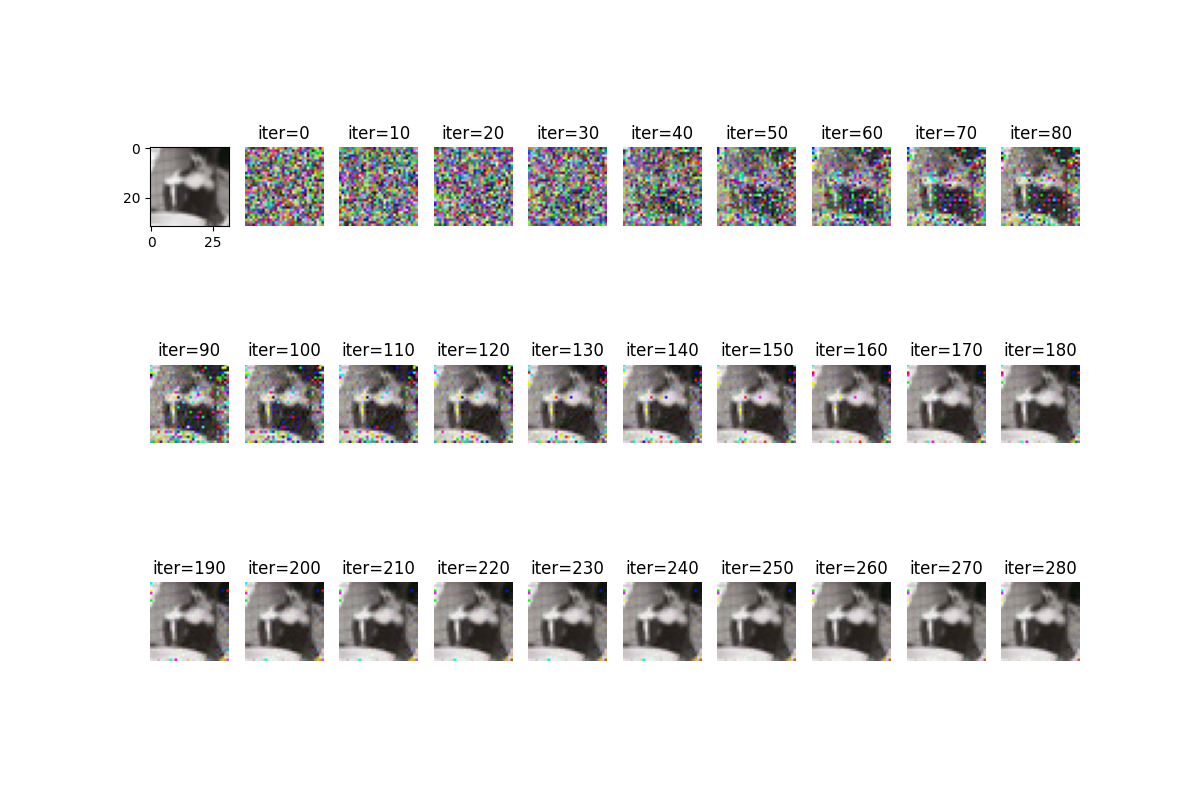 iter=0 iter=10 iter=20 iter=30 iter=40 iter=50 iter=60 iter=70 iter=80
0
20
0 25
iter=90 iter=100 iter=110 iter=120 iter=130 iter=140 iter=150 iter=160 iter=170 iter=180
iter=190 iter=200 iter=210 iter=220 iter=230 iter=240 iter=250 iter=260 iter=270 iter=280